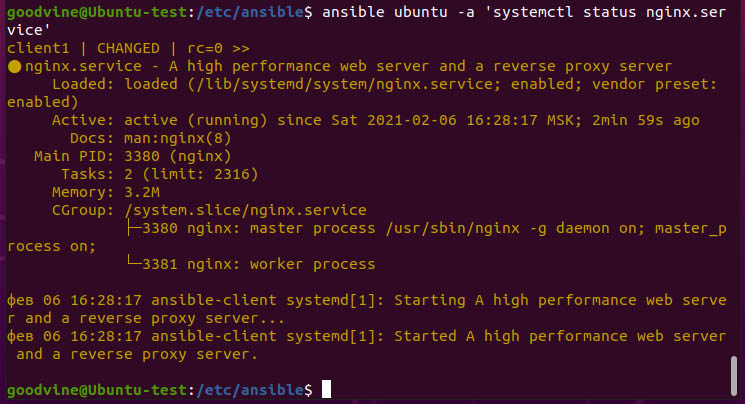 goodvine@Ubuntu-test:/etc/ansible$ ansible ubuntu -a 'systemctl status nginx.ser
vice'
client1 | CHANGED | rc=0 >>
● nginx.service - A high performance web server and a reverse proxy server
     Loaded: loaded (/lib/systemd/system/nginx.service; enabled; vendor preset:
enabled)
     Active: active (running) since Sat 2021-02-06 16:28:17 MSK; 2min 59s ago
       Docs: man:nginx(8)
   Main PID: 3380 (nginx)
      Tasks: 2 (limit: 2316)
     Memory: 3.2M
     CGroup: /system.slice/nginx.service
             ├─3380 nginx: master process /usr/sbin/nginx -g daemon on; master_p
rocess on;
             └─3381 nginx: worker process
фев 06 16:28:17 ansible-client systemd[1]: Starting A high performance web serve
r and a reverse proxy server...
фев 06 16:28:17 ansible-client systemd[1]: Started A high performance web server
 and a reverse proxy server.
goodvine@Ubuntu-test:/etc/ansible$